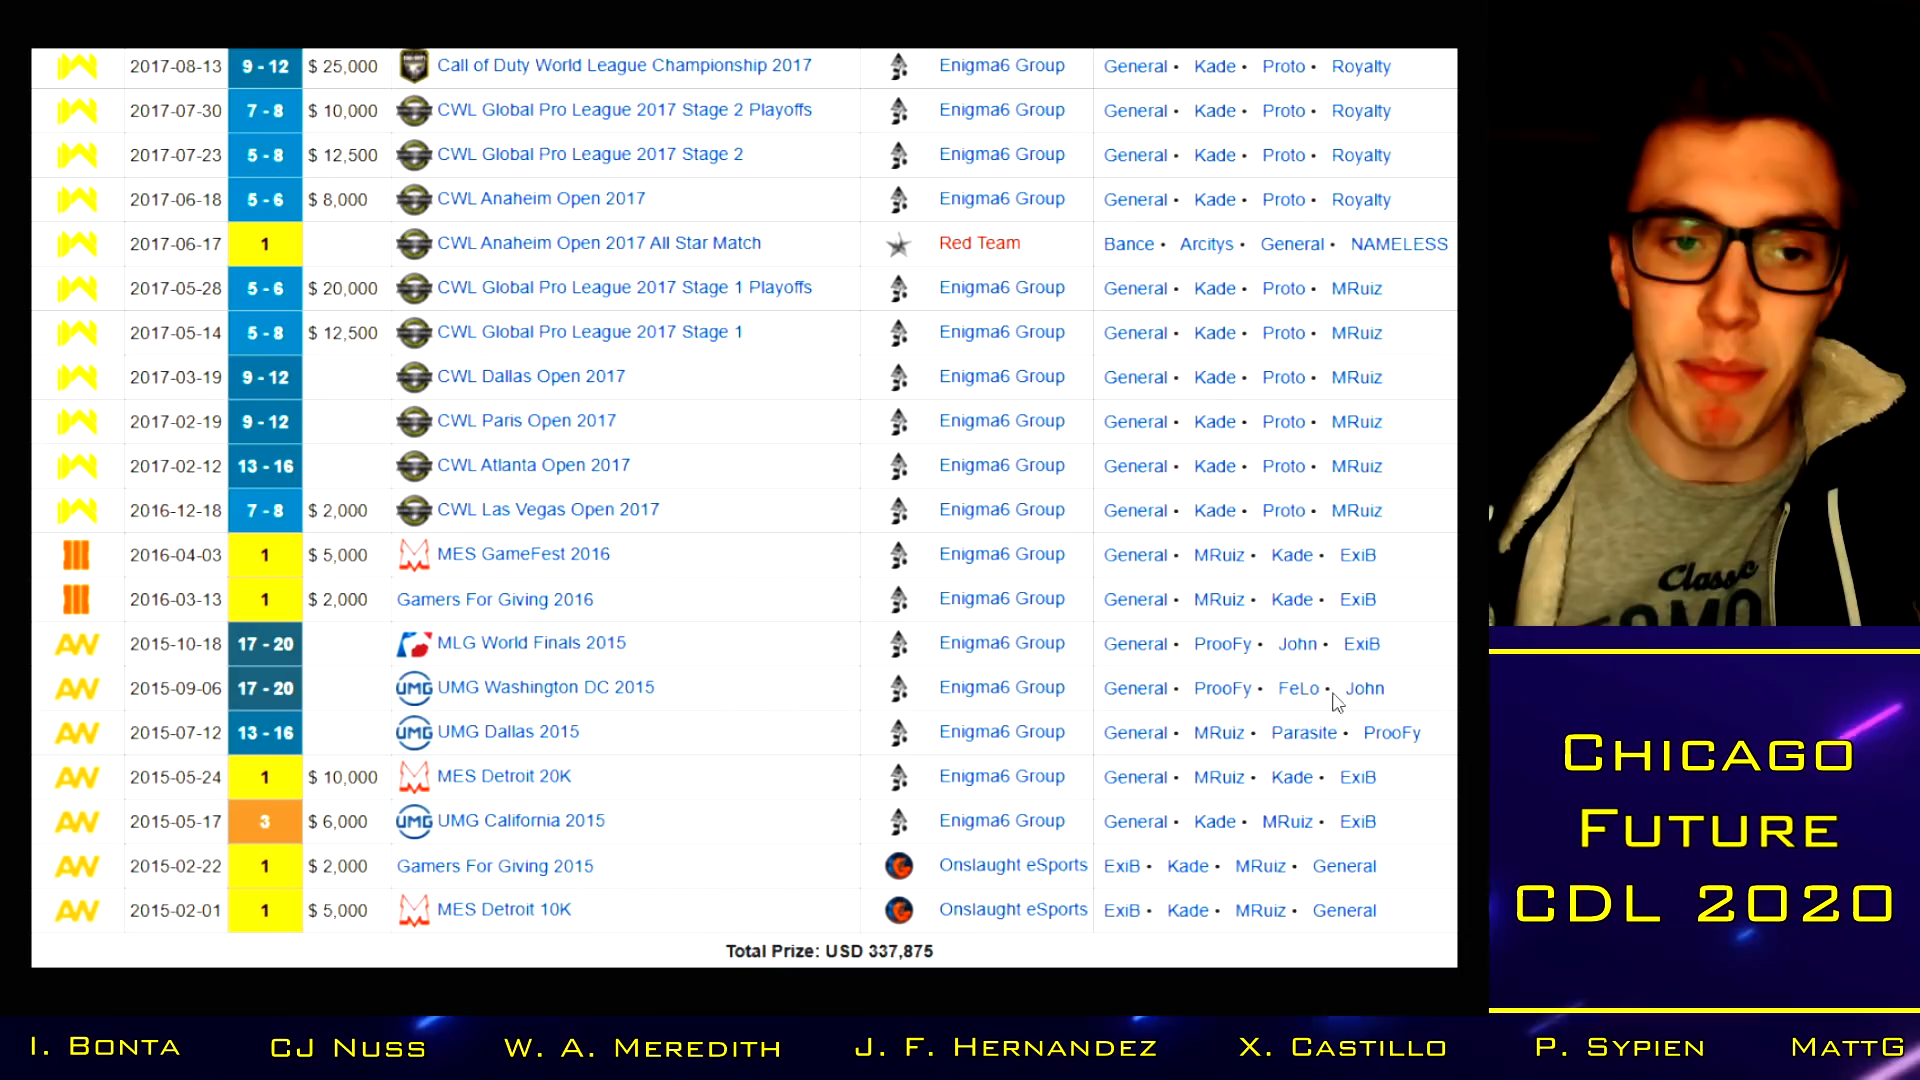 2017-08-13 9 - 12 $ 25,000 Call of Duty World League Championship 2017 Enigma6 Group General • Kade • Proto • Royalty
2017-07-30 7 - 8 $ 10,000 CWL Global Pro League 2017 Stage 2 Playoffs Enigma6 Group General • Kade • Proto • Royalty
2017-07-23 5 - 8 $ 12,500 CWL Global Pro League 2017 Stage 2 Enigma6 Group General • Kade • Proto • Royalty
2017-06-18 5 - 6 $ 8,000 CWL Anaheim Open 2017 Enigma6 Group General • Kade • Proto • Royalty
2017-06-17 1 CWL Anaheim Open 2017 All Star Match Red Team Bance • Arcitys • General • NAMELESS
2017-05-28 5 - 6 $ 20,000 CWL Global Pro League 2017 Stage 1 Playoffs Enigma6 Group General • Kade • Proto • MRuiz
2017-05-14 5 - 8 $ 12,500 CWL Global Pro League 2017 Stage 1 Enigma6 Group General • Kade • Proto • MRuiz
2017-03-19 9 - 12 CWL Dallas Open 2017 Enigma6 Group General • Kade • Proto • MRuiz
2017-02-19 9 - 12 CWL Paris Open 2017 Enigma6 Group General • Kade • Proto • MRuiz
2017-02-12 13 - 16 CWL Atlanta Open 2017 Enigma6 Group General • Kade • Proto • MRuiz
2016-12-18 7 - 8 $ 2,000 CWL Las Vegas Open 2017 Enigma6 Group General • Kade • Proto • MRuiz
III 2016-04-03 1 $ 5,000 MES GameFest 2016 Enigma6 Group General • MRuiz • Kade • ExiB
III 2016-03-13 1 $ 2,000 Gamers For Giving 2016 Enigma6 Group General • MRuiz • Kade • ExiB
AW 2015-10-18 17 - 20 MLG World Finals 2015 Enigma6 Group General • ProoFy • John • ExiB
AW 2015-09-06 17 - 20 UMG UMG Washington DC 2015 Enigma6 Group General • ProoFy • FeLo • John
AW 2015-07-12 13 - 16 UMG UMG Dallas 2015 Enigma6 Group General • MRuiz • Parasite • ProoFy
AW 2015-05-24 1 $ 10,000 MES Detroit 20K Enigma6 Group General • MRuiz • Kade • ExiB
AW 2015-05-17 3 $ 6,000 UMG UMG California 2015 Enigma6 Group General • Kade • MRuiz • ExiB
AW 2015-02-22 1 $ 2,000 Gamers For Giving 2015 Onslaught eSports ExiB • Kade • MRuiz • General
AW 2015-02-01 1 $ 5,000 MES Detroit 10K Onslaught eSports ExiB • Kade • MRuiz • General
Total Prize: USD 337,875
Classic
CHICAGO
FUTURE
CDL 2020
I. BONTA CJ NUSS W. A. MEREDITH J. F. HERNANDEZ X. CASTILLO P. SYPIEN MATTG